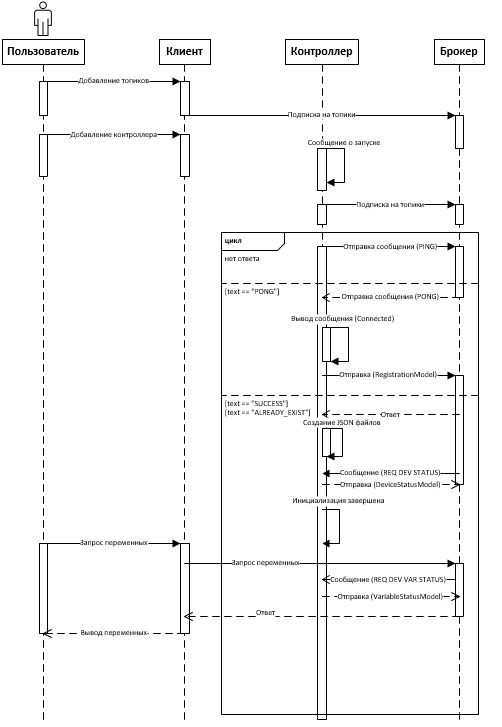 Пользователь
Клиент
Контроллер
Брокер
Добавление топиков
Подписка на топики
Добавление контроллера
Сообщение о запуске
Подписка на топики
цикл
Отправка сообщения (PING)
нет ответа
[text == "PONG"]
Отправка сообщения (PONG)
Вывод сообщения (Connected)
Отправка (RegistrationModel)
[text == "SUCCESS"]
[text == "ALREADY_EXIST"]
Ответ
Создание JSON файлов
Сообщение (REQ DEV STATUS)
Отправка (DeviceStatusModel)
Инициализация завершена
Запрос переменных
Запрос переменных
Сообщение (REQ DEV VAR STATUS)
Отправка (VariableStatusModel)
Ответ
Вывод переменных